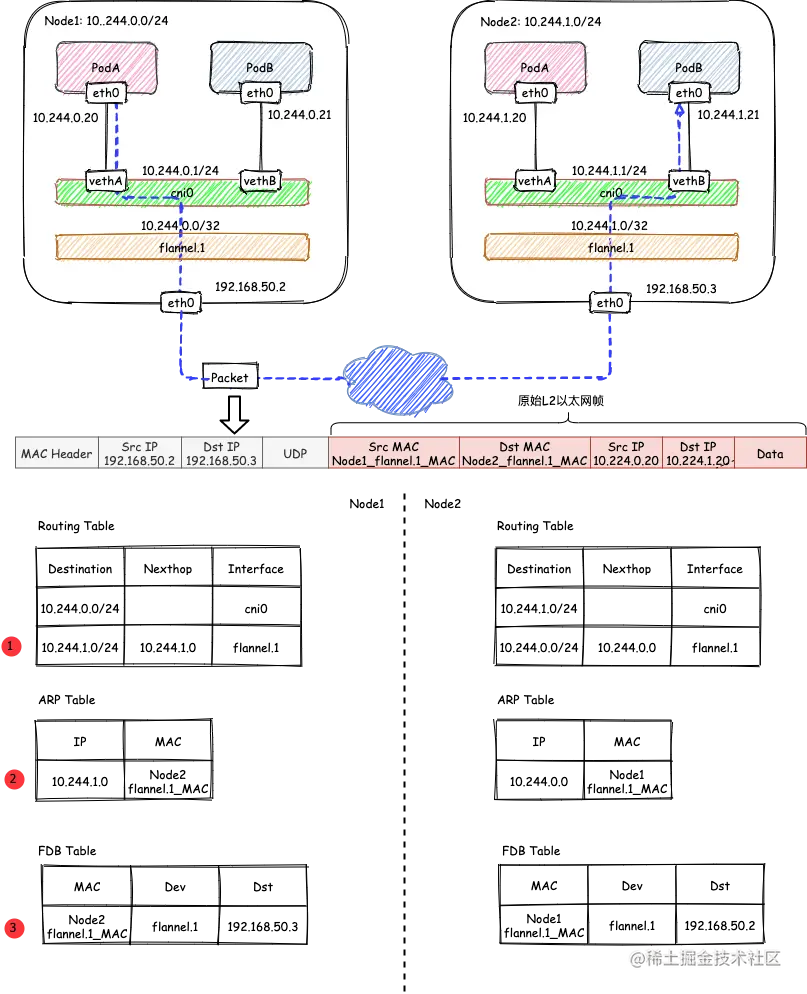 Node1: 10..244.0.0/24
Node2: 10.244.1.0/24
PodA
PodB
PodA
PodB
eth0
eth0
eth0
eth0
10.244.0.20
10.244.0.21
10.244.1.20
10.244.1.21
10.244.0.1/24
10.244.1.1/24
vethA
vethB
vethA
vethB
cni0
cni0
10.244.0.0/32
10.244.1.0/32
flannel.1
flannel.1
192.168.50.2
192.168.50.3
eth0
eth0
Packet
原始L2以太网帧
MAC Header
Src IP
192.168.50.2
Dst IP
192.168.50.3
UDP
Src MAC
Node1_flannel.1_MAC
Dst MAC
Node2_flannel.1_MAC
Src IP
10.224.0.20
Dst IP
10.224.1.20
Data
Node1
Node2
Routing Table
Destination Nexthop Interface
10.244.0.0/24 cni0
1
10.244.1.0/24 10.244.1.0 flannel.1
ARP Table
IP MAC
2
10.244.1.0 Node2
flannel.1_MAC
FDB Table
MAC Dev Dst
3
Node2
flannel.1_MAC flannel.1 192.168.50.3
Routing Table
Destination Nexthop Interface
10.244.1.0/24 cni0
10.244.0.0/24 10.244.0.0 flannel.1
ARP Table
IP MAC
10.244.0.0 Node1
flannel.1_MAC
FDB Table
MAC Dev Dst
Node1
flannel.1_MAC flannel.1 192.168.50.2
@稀土掘金技术社区